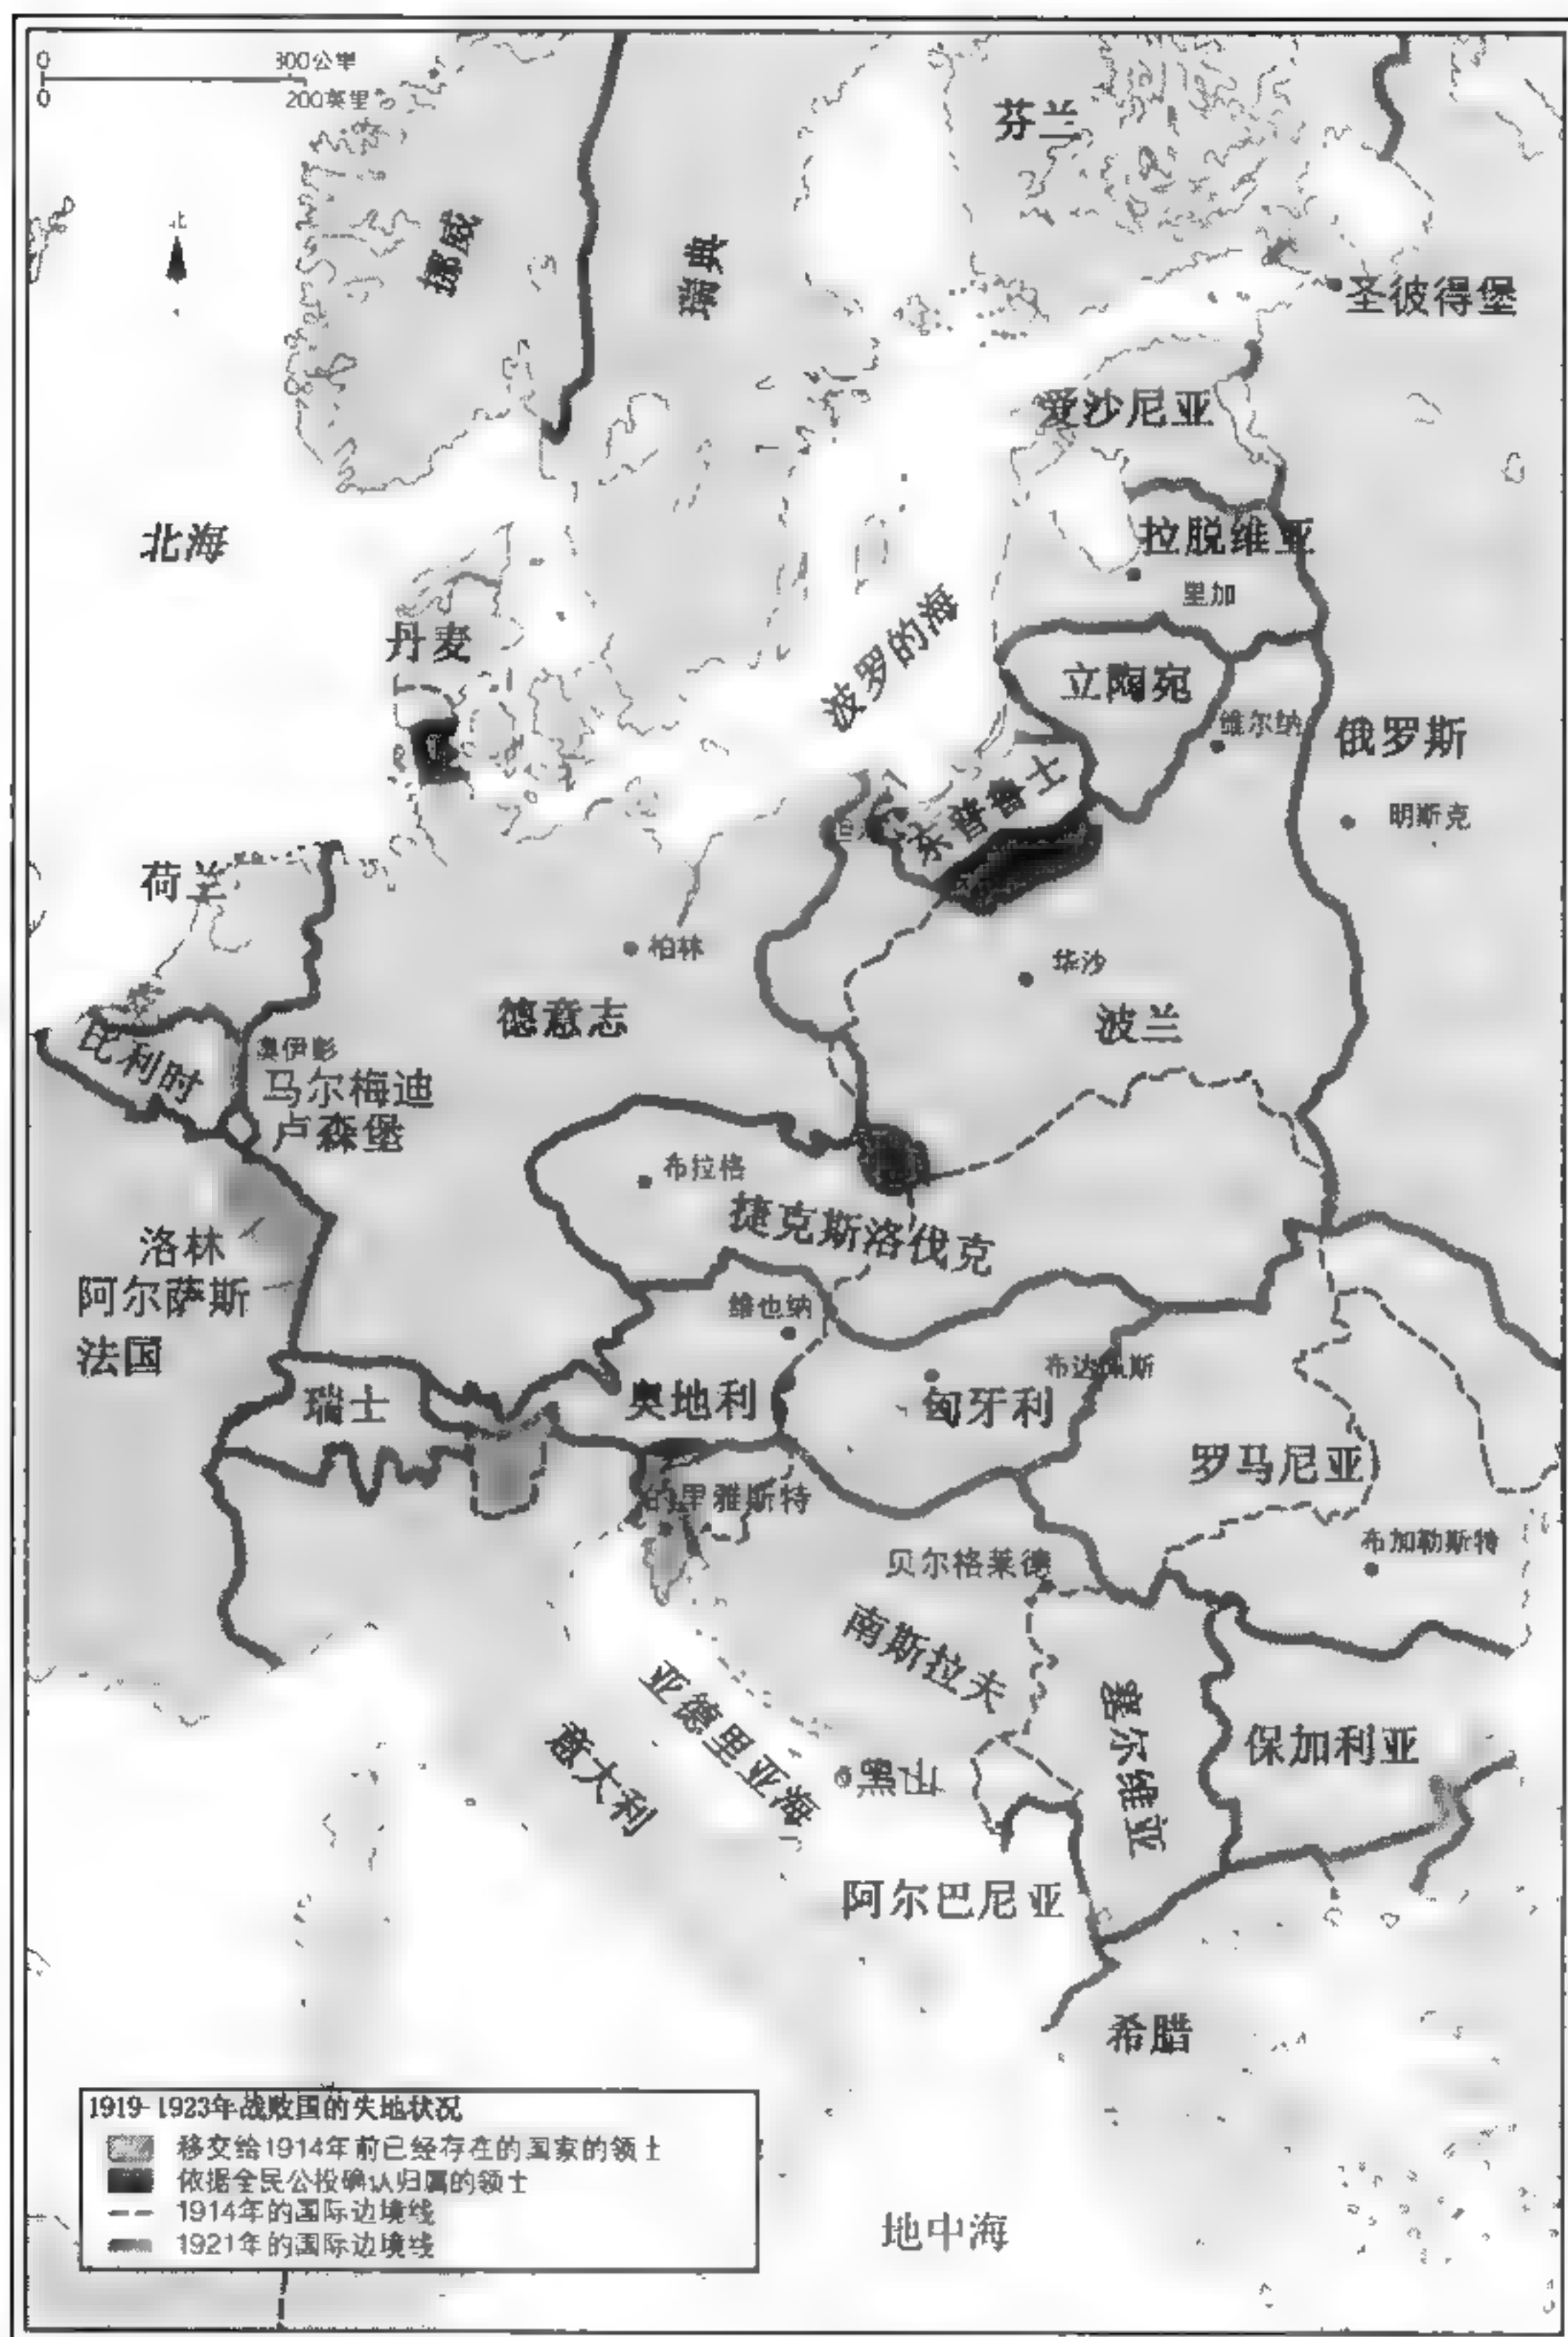 0
300公里
0
200英里
北
芬兰
挪威
瑞典
圣彼得堡
爱沙尼亚
北海
拉脱维亚
里加
丹麦
波罗的海
立陶宛
维尔纳
俄罗斯
东普鲁士
明斯克
荷兰
柏林
华沙
德意志
波兰
比利时
奥伊彭
马尔梅迪
卢森堡
布拉格
捷克斯洛伐克
洛林
阿尔萨斯
法国
维也纳
布达佩斯
瑞士
奥地利
匈牙利
罗马尼亚
的里雅斯特
布加勒斯特
贝尔格莱德
南斯拉夫
亚德里亚海
塞尔维亚
意大利
保加利亚
黑山
阿尔巴尼亚
希腊
1919-1923年战败国的失地状况
移交给1914年前已经存在的国家的领土
依据全民公投确认归属的领土
1914年的国际边境线
1921年的国际边境线
地中海